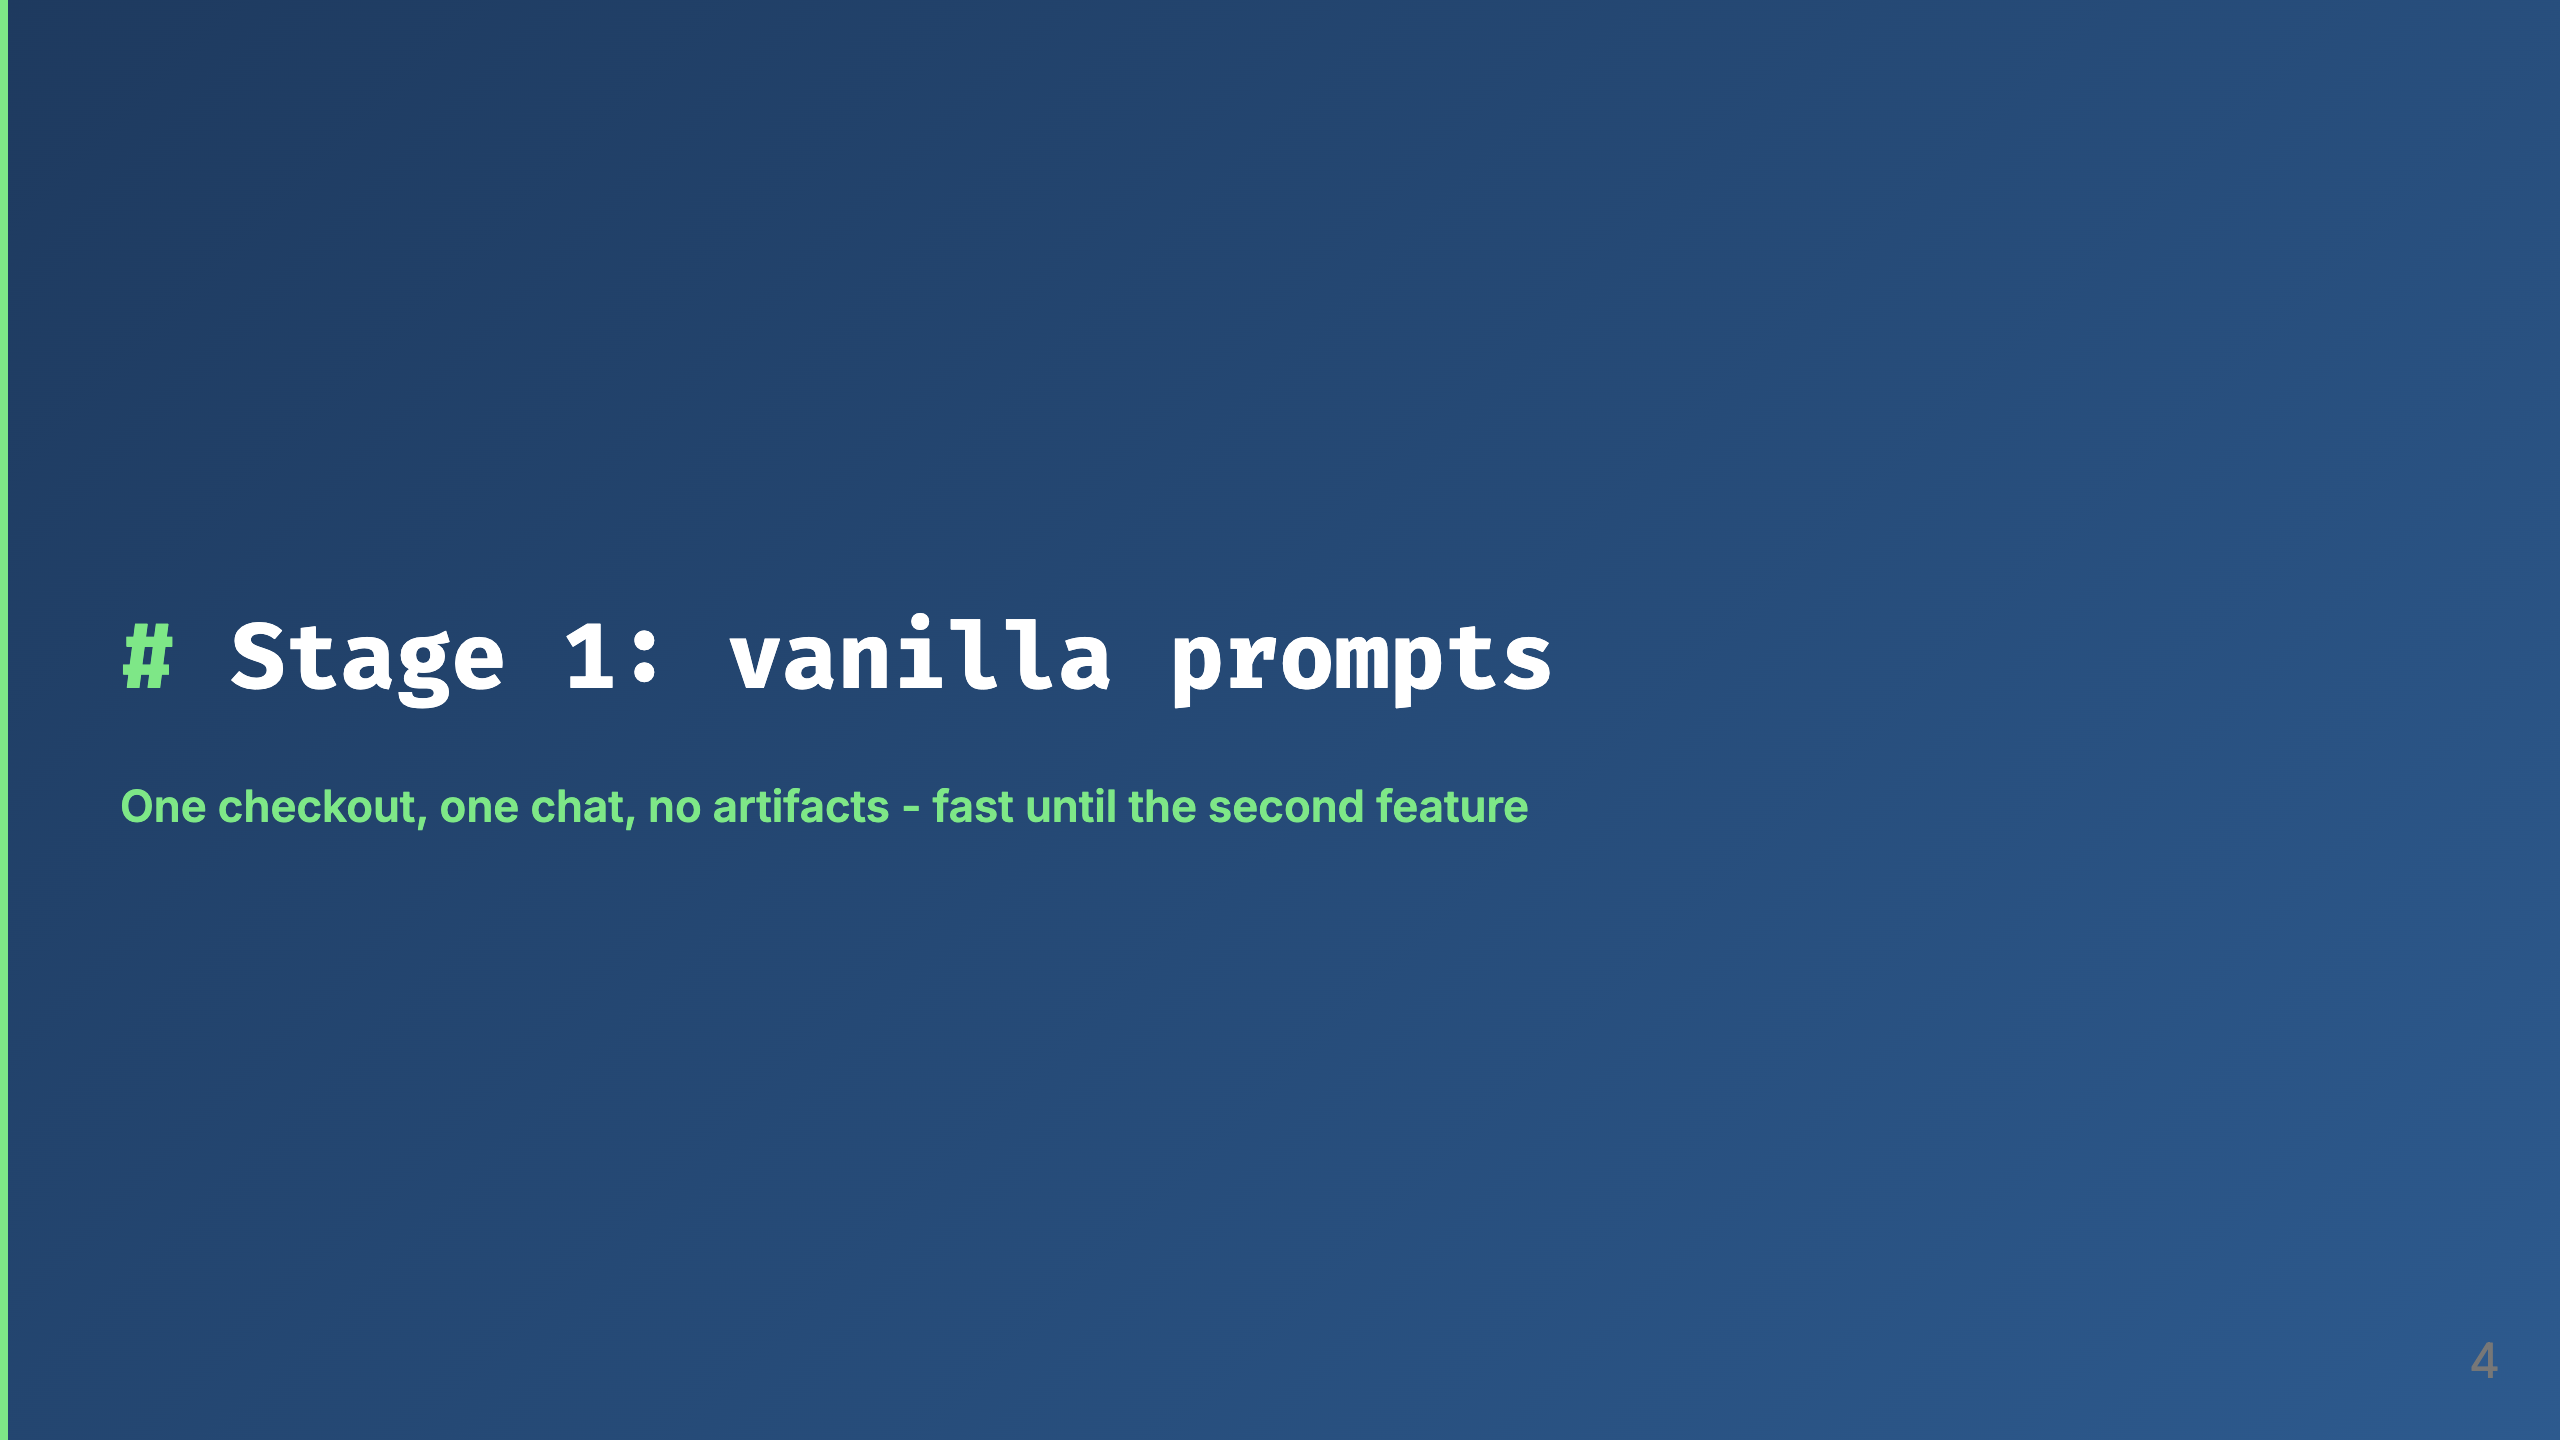 # Stage 1: vanilla prompts
One checkout, one chat, no artifacts - fast until the second feature
4